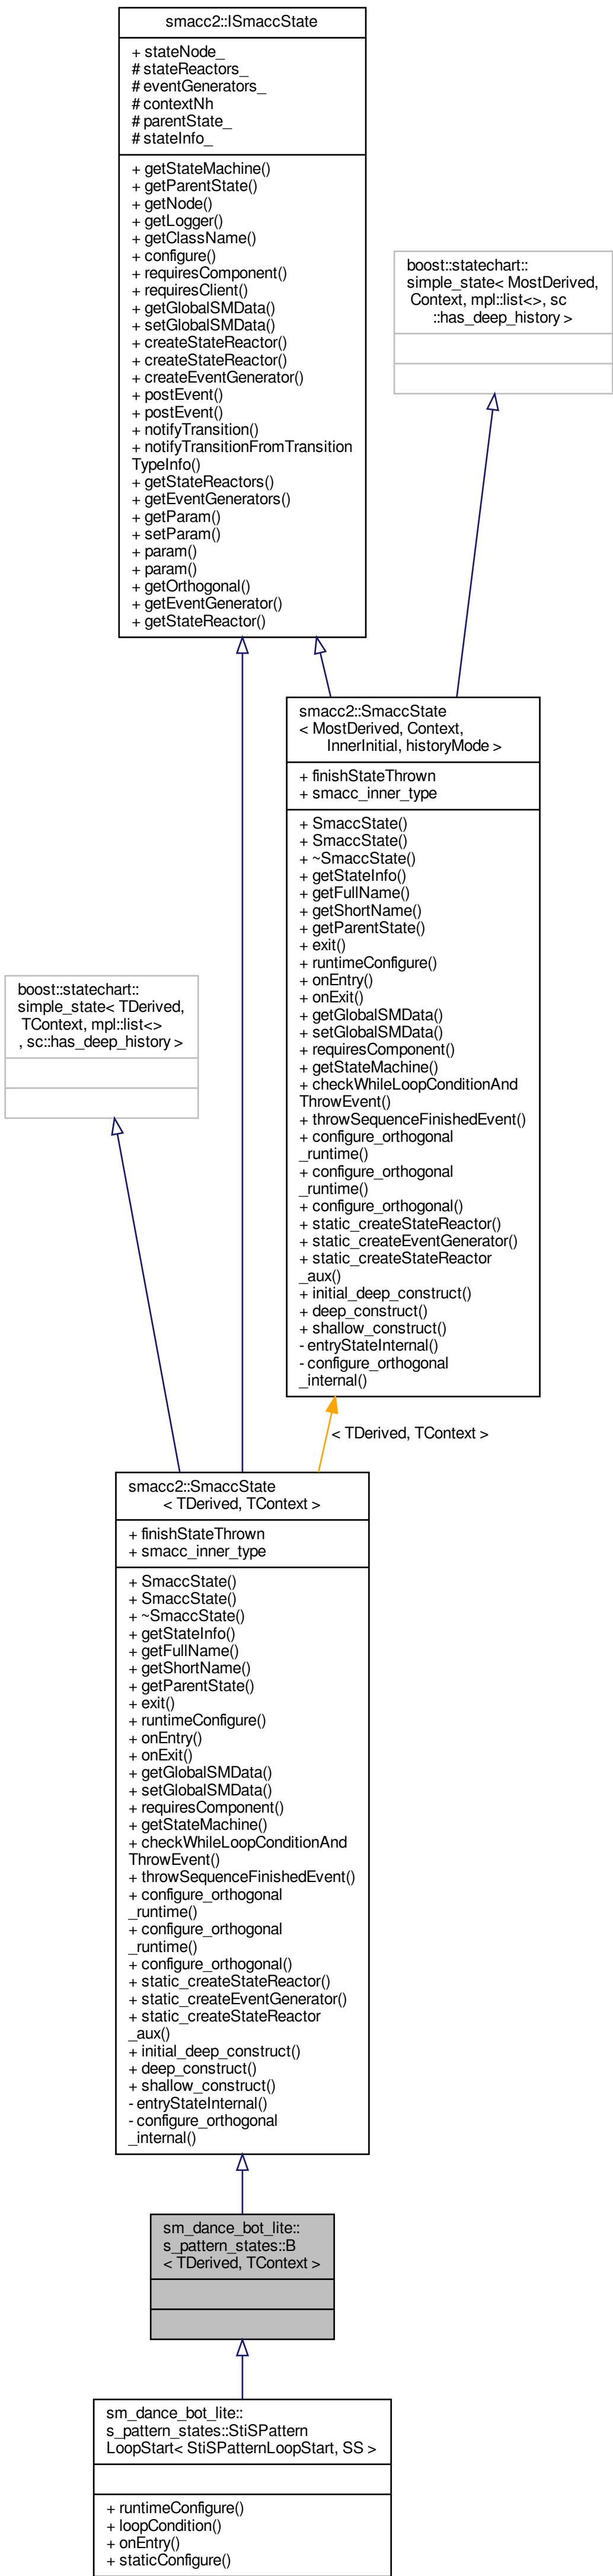 smacc2::ISmaccState
+ stateNode_
# stateReactors_
# eventGenerators_
# contextNh
# parentState_
# stateInfo_
+ getStateMachine()
+ getParentState()
+ getNode()
+ getLogger()
+ getClassName()
+ configure()
+ requiresComponent()
+ requiresClient()
+ getGlobalSMData()
+ setGlobalSMData()
+ createStateReactor()
+ createStateReactor()
+ createEventGenerator()
+ postEvent()
+ postEvent()
+ notifyTransition()
+ notifyTransitionFromTransition
TypeInfo()
+ getStateReactors()
+ getEventGenerators()
+ getParam()
+ setParam()
+ param()
+ param()
+ getOrthogonal()
+ getEventGenerator()
+ getStateReactor()
boost::statechart::
simple_state< MostDerived,
Context, mpl::list<>, sc
::has_deep_history >
smacc2::SmaccState
< MostDerived, Context,
InnerInitial, historyMode >
+ finishStateThrown
+ smacc_inner_type
+ SmaccState()
+ SmaccState()
+ ~SmaccState()
+ getStateInfo()
+ getFullName()
+ getShortName()
+ getParentState()
+ exit()
+ runtimeConfigure()
+ onEntry()
+ onExit()
+ getGlobalSMData()
+ setGlobalSMData()
+ requiresComponent()
+ getStateMachine()
+ checkWhileLoopConditionAnd
ThrowEvent()
+ throwSequenceFinishedEvent()
+ configure_orthogonal
_runtime()
+ configure_orthogonal
_runtime()
+ configure_orthogonal()
+ static_createStateReactor()
+ static_createEventGenerator()
+ static_createStateReactor
_aux()
+ initial_deep_construct()
+ deep_construct()
+ shallow_construct()
- entryStateInternal()
- configure_orthogonal
_internal()
boost::statechart::
simple_state< TDerived,
TContext, mpl::list<>
, sc::has_deep_history >
< TDerived, TContext >
smacc2::SmaccState
< TDerived, TContext >
+ finishStateThrown
+ smacc_inner_type
+ SmaccState()
+ SmaccState()
+ ~SmaccState()
+ getStateInfo()
+ getFullName()
+ getShortName()
+ getParentState()
+ exit()
+ runtimeConfigure()
+ onEntry()
+ onExit()
+ getGlobalSMData()
+ setGlobalSMData()
+ requiresComponent()
+ getStateMachine()
+ checkWhileLoopConditionAnd
ThrowEvent()
+ throwSequenceFinishedEvent()
+ configure_orthogonal
_runtime()
+ configure_orthogonal
_runtime()
+ configure_orthogonal()
+ static_createStateReactor()
+ static_createEventGenerator()
+ static_createStateReactor
_aux()
+ initial_deep_construct()
+ deep_construct()
+ shallow_construct()
- entryStateInternal()
- configure_orthogonal
_internal()
sm_dance_bot_lite::
s_pattern_states::B
< TDerived, TContext >
sm_dance_bot_lite::
s_pattern_states::StiSPattern
LoopStart< StiSPatternLoopStart, SS >
+ runtimeConfigure()
+ loopCondition()
+ onEntry()
+ staticConfigure()